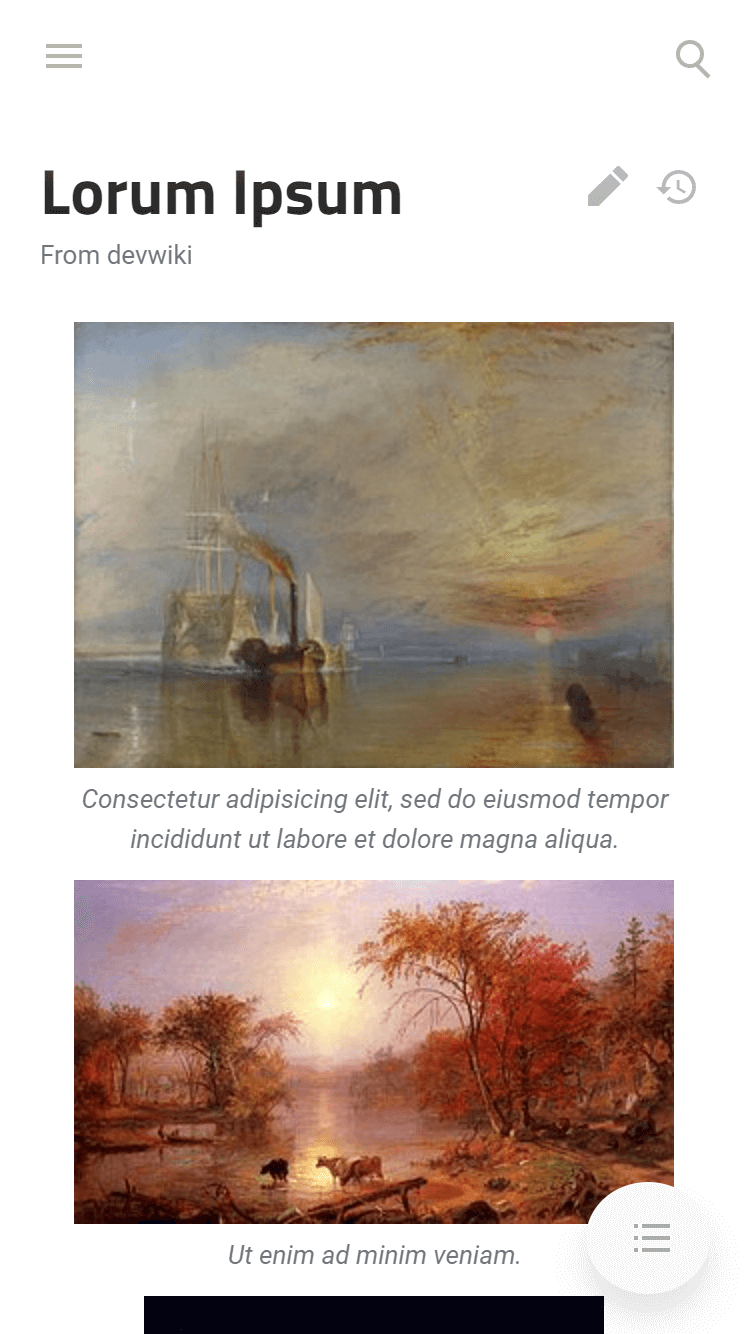 Lorum Ipsum
From devwiki
Consectetur adipisicing elit, sed do eiusmod tempor
incididunt ut labore et dolore magna aliqua.
Ut enim ad minim veniam.